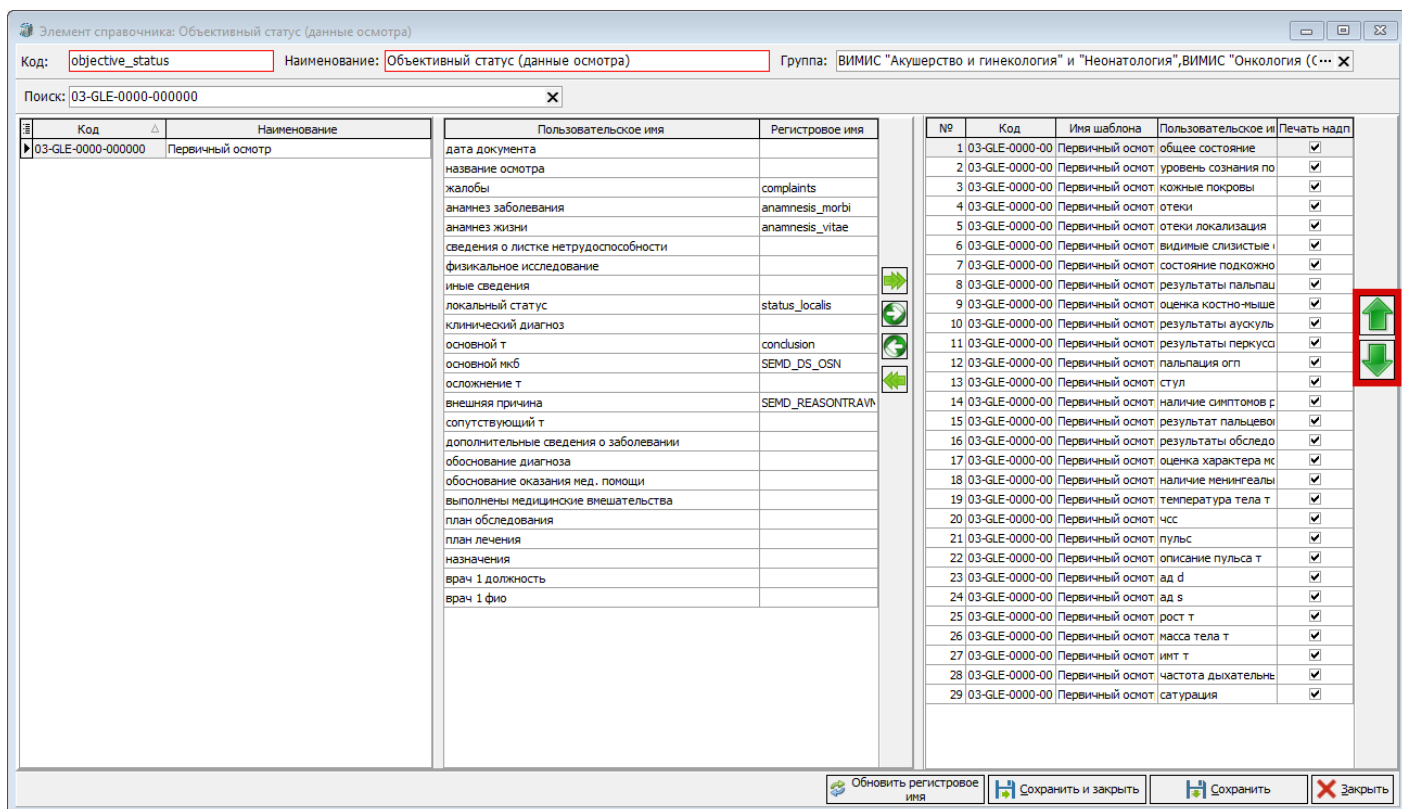 Элемент справочника: Объективный статус (данные осмотра)
Код: objective_status Наименование: Объективный статус (данные осмотра) Группа: ВИМИС "Акушерство и гинекология" и "Неонатология",ВИМИС "Онкология (С ...
Поиск: 03-GLE-0000-000000
Код Наименование
03-GLE-0000-000000 Первичный осмотр
Пользовательское имя Регистровое имя
дата документа
название осмотра
жалобы complaints
анамнез заболевания anamnesis_morbi
анамнез жизни anamnesis_vitae
сведения о листке нетрудоспособности
физикальное исследование
иные сведения
локальный статус status_localis
клинический диагноз
основной т conclusion
основной мкб SEMD_DS_OSN
осложнение т
внешняя причина SEMD_REASONTRAVM
сопутствующий т
дополнительные сведения о заболевании
обоснование диагноза
обоснование оказания мед. помощи
выполнены медицинские вмешательства
план обследования
план лечения
назначения
врач 1 должность
врач 1 фио
№ Код Имя шаблона Пользовательское и Печать надп
1 03-GLE-0000-00 Первичный осмот общее состояние
2 03-GLE-0000-00 Первичный осмот уровень сознания по
3 03-GLE-0000-00 Первичный осмот кожные покровы
4 03-GLE-0000-00 Первичный осмот отеки
5 03-GLE-0000-00 Первичный осмот отеки локализация
6 03-GLE-0000-00 Первичный осмот видимые слизистые
7 03-GLE-0000-00 Первичный осмот состояние подкожно
8 03-GLE-0000-00 Первичный осмот результаты пальпац
9 03-GLE-0000-00 Первичный осмот оценка костно-мыше
10 03-GLE-0000-00 Первичный осмот результаты аускуль
11 03-GLE-0000-00 Первичный осмот результаты перкусс
12 03-GLE-0000-00 Первичный осмот пальпация огп
13 03-GLE-0000-00 Первичный осмот стул
14 03-GLE-0000-00 Первичный осмот наличие симптомов р
15 03-GLE-0000-00 Первичный осмот результат пальцево
16 03-GLE-0000-00 Первичный осмот результаты обследо
17 03-GLE-0000-00 Первичный осмот оценка характера мо
18 03-GLE-0000-00 Первичный осмот наличие менингеалы
19 03-GLE-0000-00 Первичный осмот температура тела т
20 03-GLE-0000-00 Первичный осмот чсс
21 03-GLE-0000-00 Первичный осмот пульс
22 03-GLE-0000-00 Первичный осмот описание пульса т
23 03-GLE-0000-00 Первичный осмот ад d
24 03-GLE-0000-00 Первичный осмот ад s
25 03-GLE-0000-00 Первичный осмот рост т
26 03-GLE-0000-00 Первичный осмот масса тела т
27 03-GLE-0000-00 Первичный осмот имт т
28 03-GLE-0000-00 Первичный осмот частота дыхательнь
29 03-GLE-0000-00 Первичный осмот сатурация
Обновить регистровое
имя
Сохранить и закрыть
Сохранить
Закрыть